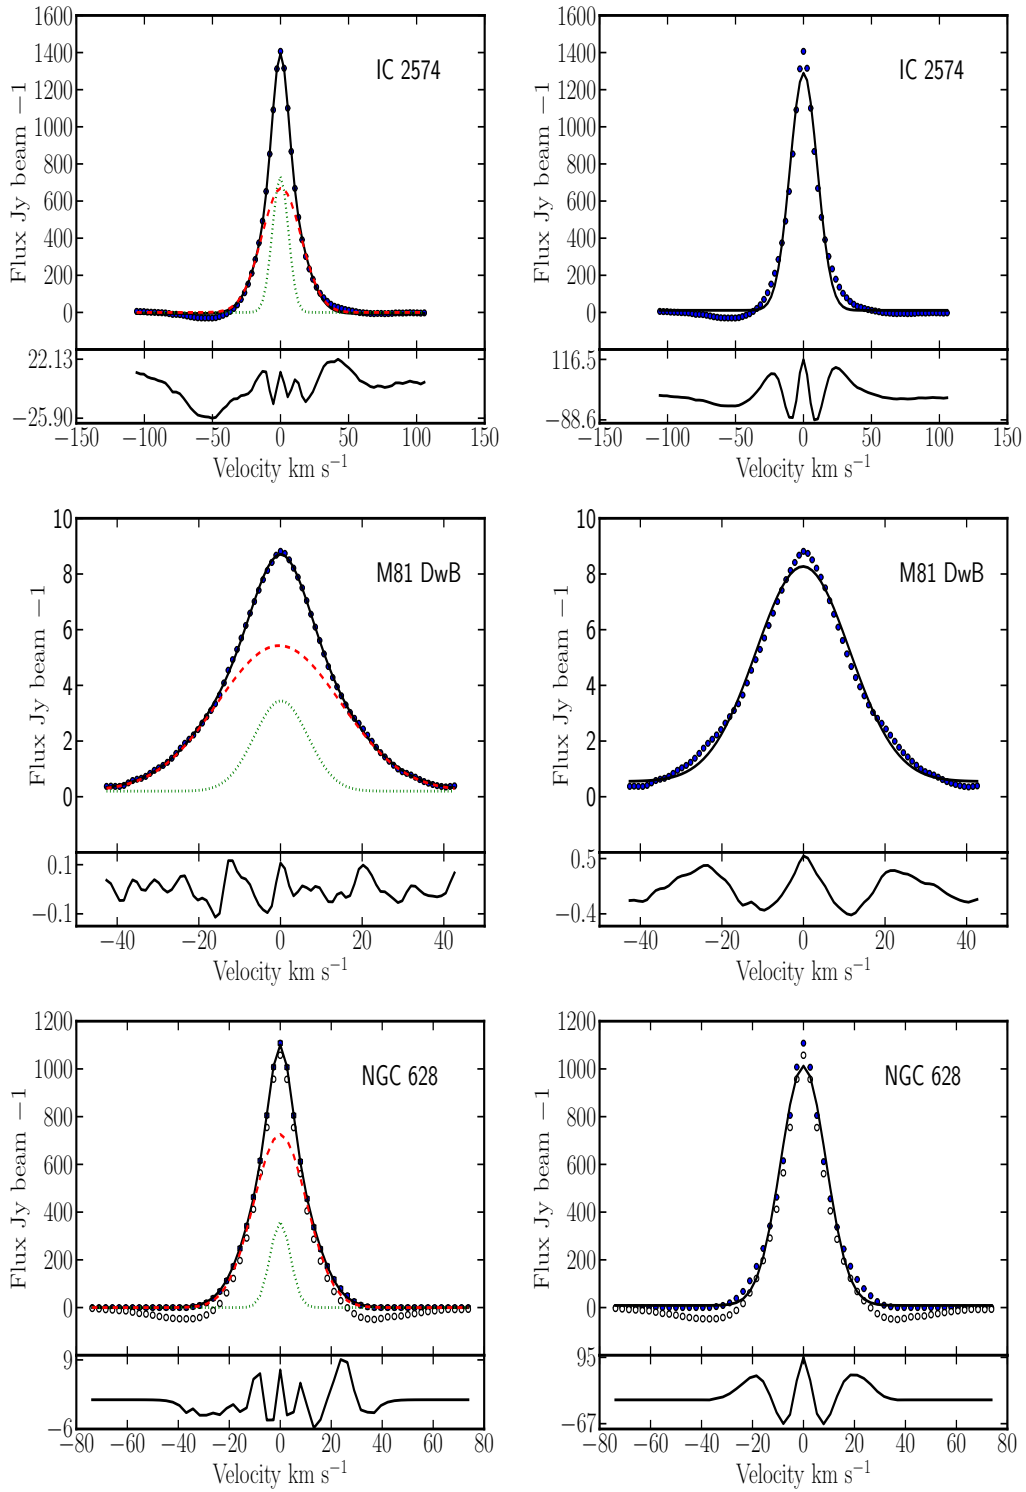 1600
1400
1200
1000
800
600
400
200
0
Flux Jy beam −1
IC 2574
22.13
−25.90
−150 −100 −50 0 50 100 150
Velocity km s−1
1600
1400
1200
1000
800
600
400
200
0
Flux Jy beam −1
IC 2574
116.5
−88.6
−150 −100 −50 0 50 100 150
Velocity km s−1
10
8
6
4
2
0
Flux Jy beam −1
M81 DwB
0.1
−0.1
−40 −20 0 20 40
Velocity km s−1
10
8
6
4
2
0
Flux Jy beam −1
M81 DwB
0.5
−0.4
−40 −20 0 20 40
Velocity km s−1
1200
1000
800
600
400
200
0
Flux Jy beam −1
NGC 628
9
−6
−80 −60 −40 −20 0 20 40 60 80
Velocity km s−1
1200
1000
800
600
400
200
0
Flux Jy beam −1
NGC 628
95
−67
−80 −60 −40 −20 0 20 40 60 80
Velocity km s−1